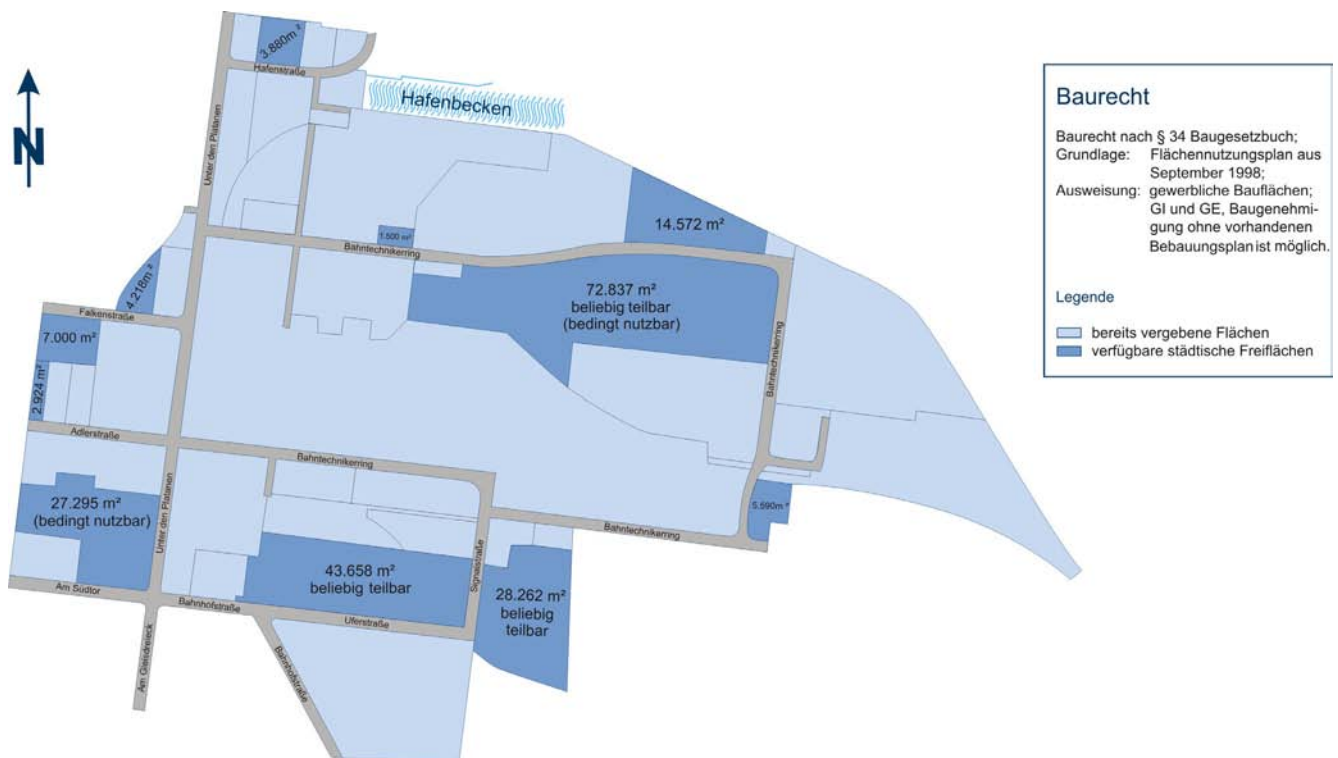 3.880m²
Hafenstraße
Hafenbecken
N
Unter den Platanen
14.572 m²
1.500 m²
Bahntechnikerring
4.218m²
72.837 m²
beliebig teilbar
(bedingt nutzbar)
Falkenstraße
7.000 m²
Bahntechnikerring
2.924 m²
Adlerstraße
Bahntechnikerring
27.295 m²
(bedingt nutzbar)
Unter den Platanen
5.590m²
Bahntechnikerring
43.658 m²
beliebig teilbar
Signalstraße
28.262 m²
beliebig
teilbar
Am Südtor
Bahnhofstraße
Uferstraße
Am Gleisdreieck
Bahnhofstraße
Baurecht
Baurecht nach § 34 Baugesetzbuch;
Grundlage: Flächennutzungsplan aus
September 1998;
Ausweisung: gewerbliche Bauflächen;
GI und GE, Baugenehmi-
gung ohne vorhandenen
Bebauungsplan ist möglich.
Legende
bereits vergebene Flächen
verfügbare städtische Freiflächen